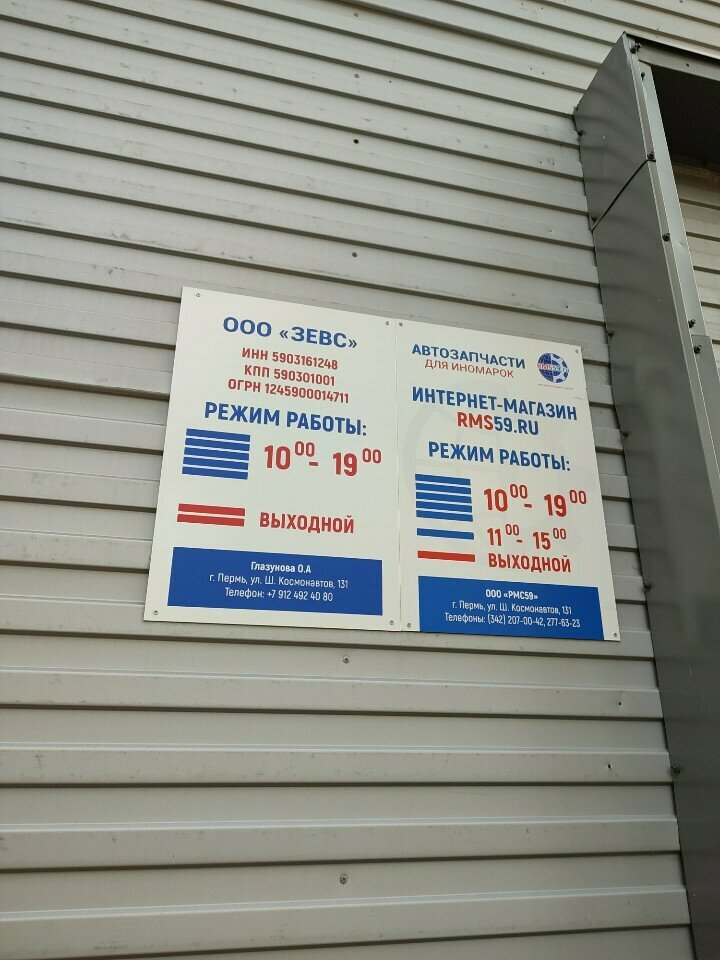 ООО «ЗЕВС»
ИНН 5903161248
КПП 590301001
ОГРН 1245900014711
РЕЖИМ РАБОТЫ:
10⁰⁰ - 19⁰⁰
ВЫХОДНОЙ
Глазунова О.А
г. Пермь, ул. Ш. Космонавтов, 131
Телефон: +7 912 492 40 80
АВТОЗАПЧАСТИ
ДЛЯ ИНОМАРОК
ИНТЕРНЕТ-МАГАЗИН
RMS59.RU
РЕЖИМ РАБОТЫ:
10⁰⁰ - 19⁰⁰
11⁰⁰ - 15⁰⁰
ВЫХОДНОЙ
ООО «РМС59»
г. Пермь, ул. Ш. Космонавтов, 131
Телефоны: (342) 207-00-42, 277-63-23